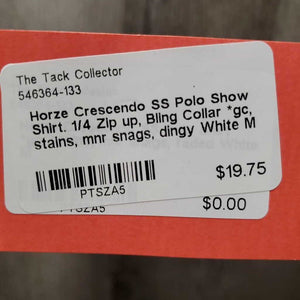 The Tack Collector
546364-133
Horze Crescendo SS Polo Show
Shirt. 1/4 Zip up, Bling Collar *gc,
stains, mnr snags, dingy White M
$19.75
PTSZA5
$0.00
PTSZA5